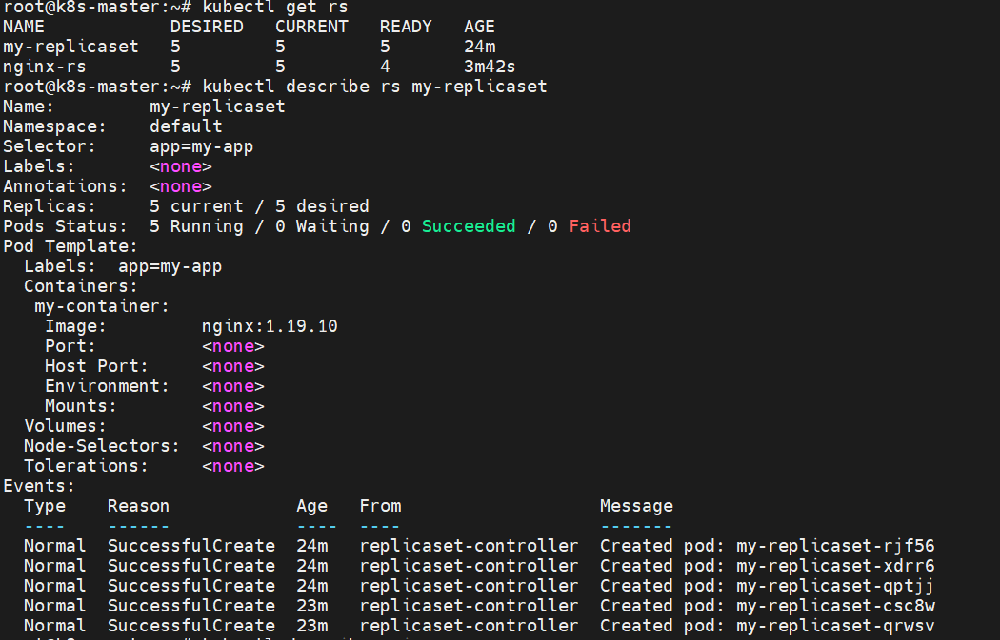 root@k8s-master:~# kubectl get rs
NAME            DESIRED   CURRENT   READY   AGE
my-replicaset   5         5         5       24m
nginx-rs        5         5         4       3m42s
root@k8s-master:~# kubectl describe rs my-replicaset
Name:         my-replicaset
Namespace:    default
Selector:     app=my-app
Labels:       <none>
Annotations:  <none>
Replicas:     5 current / 5 desired
Pods Status:  5 Running / 0 Waiting / 0 Succeeded / 0 Failed
Pod Template:
  Labels:  app=my-app
  Containers:
   my-container:
    Image:         nginx:1.19.10
    Port:          <none>
    Host Port:     <none>
    Environment:   <none>
    Mounts:        <none>
  Volumes:         <none>
  Node-Selectors:  <none>
  Tolerations:     <none>
Events:
  Type    Reason            Age   From                   Message
  ----    ------            ----  ----                   -------
  Normal  SuccessfulCreate  24m   replicaset-controller  Created pod: my-replicaset-rjf56
  Normal  SuccessfulCreate  24m   replicaset-controller  Created pod: my-replicaset-xdrr6
  Normal  SuccessfulCreate  24m   replicaset-controller  Created pod: my-replicaset-qptjj
  Normal  SuccessfulCreate  23m   replicaset-controller  Created pod: my-replicaset-csc8w
  Normal  SuccessfulCreate  23m   replicaset-controller  Created pod: my-replicaset-qrwsv